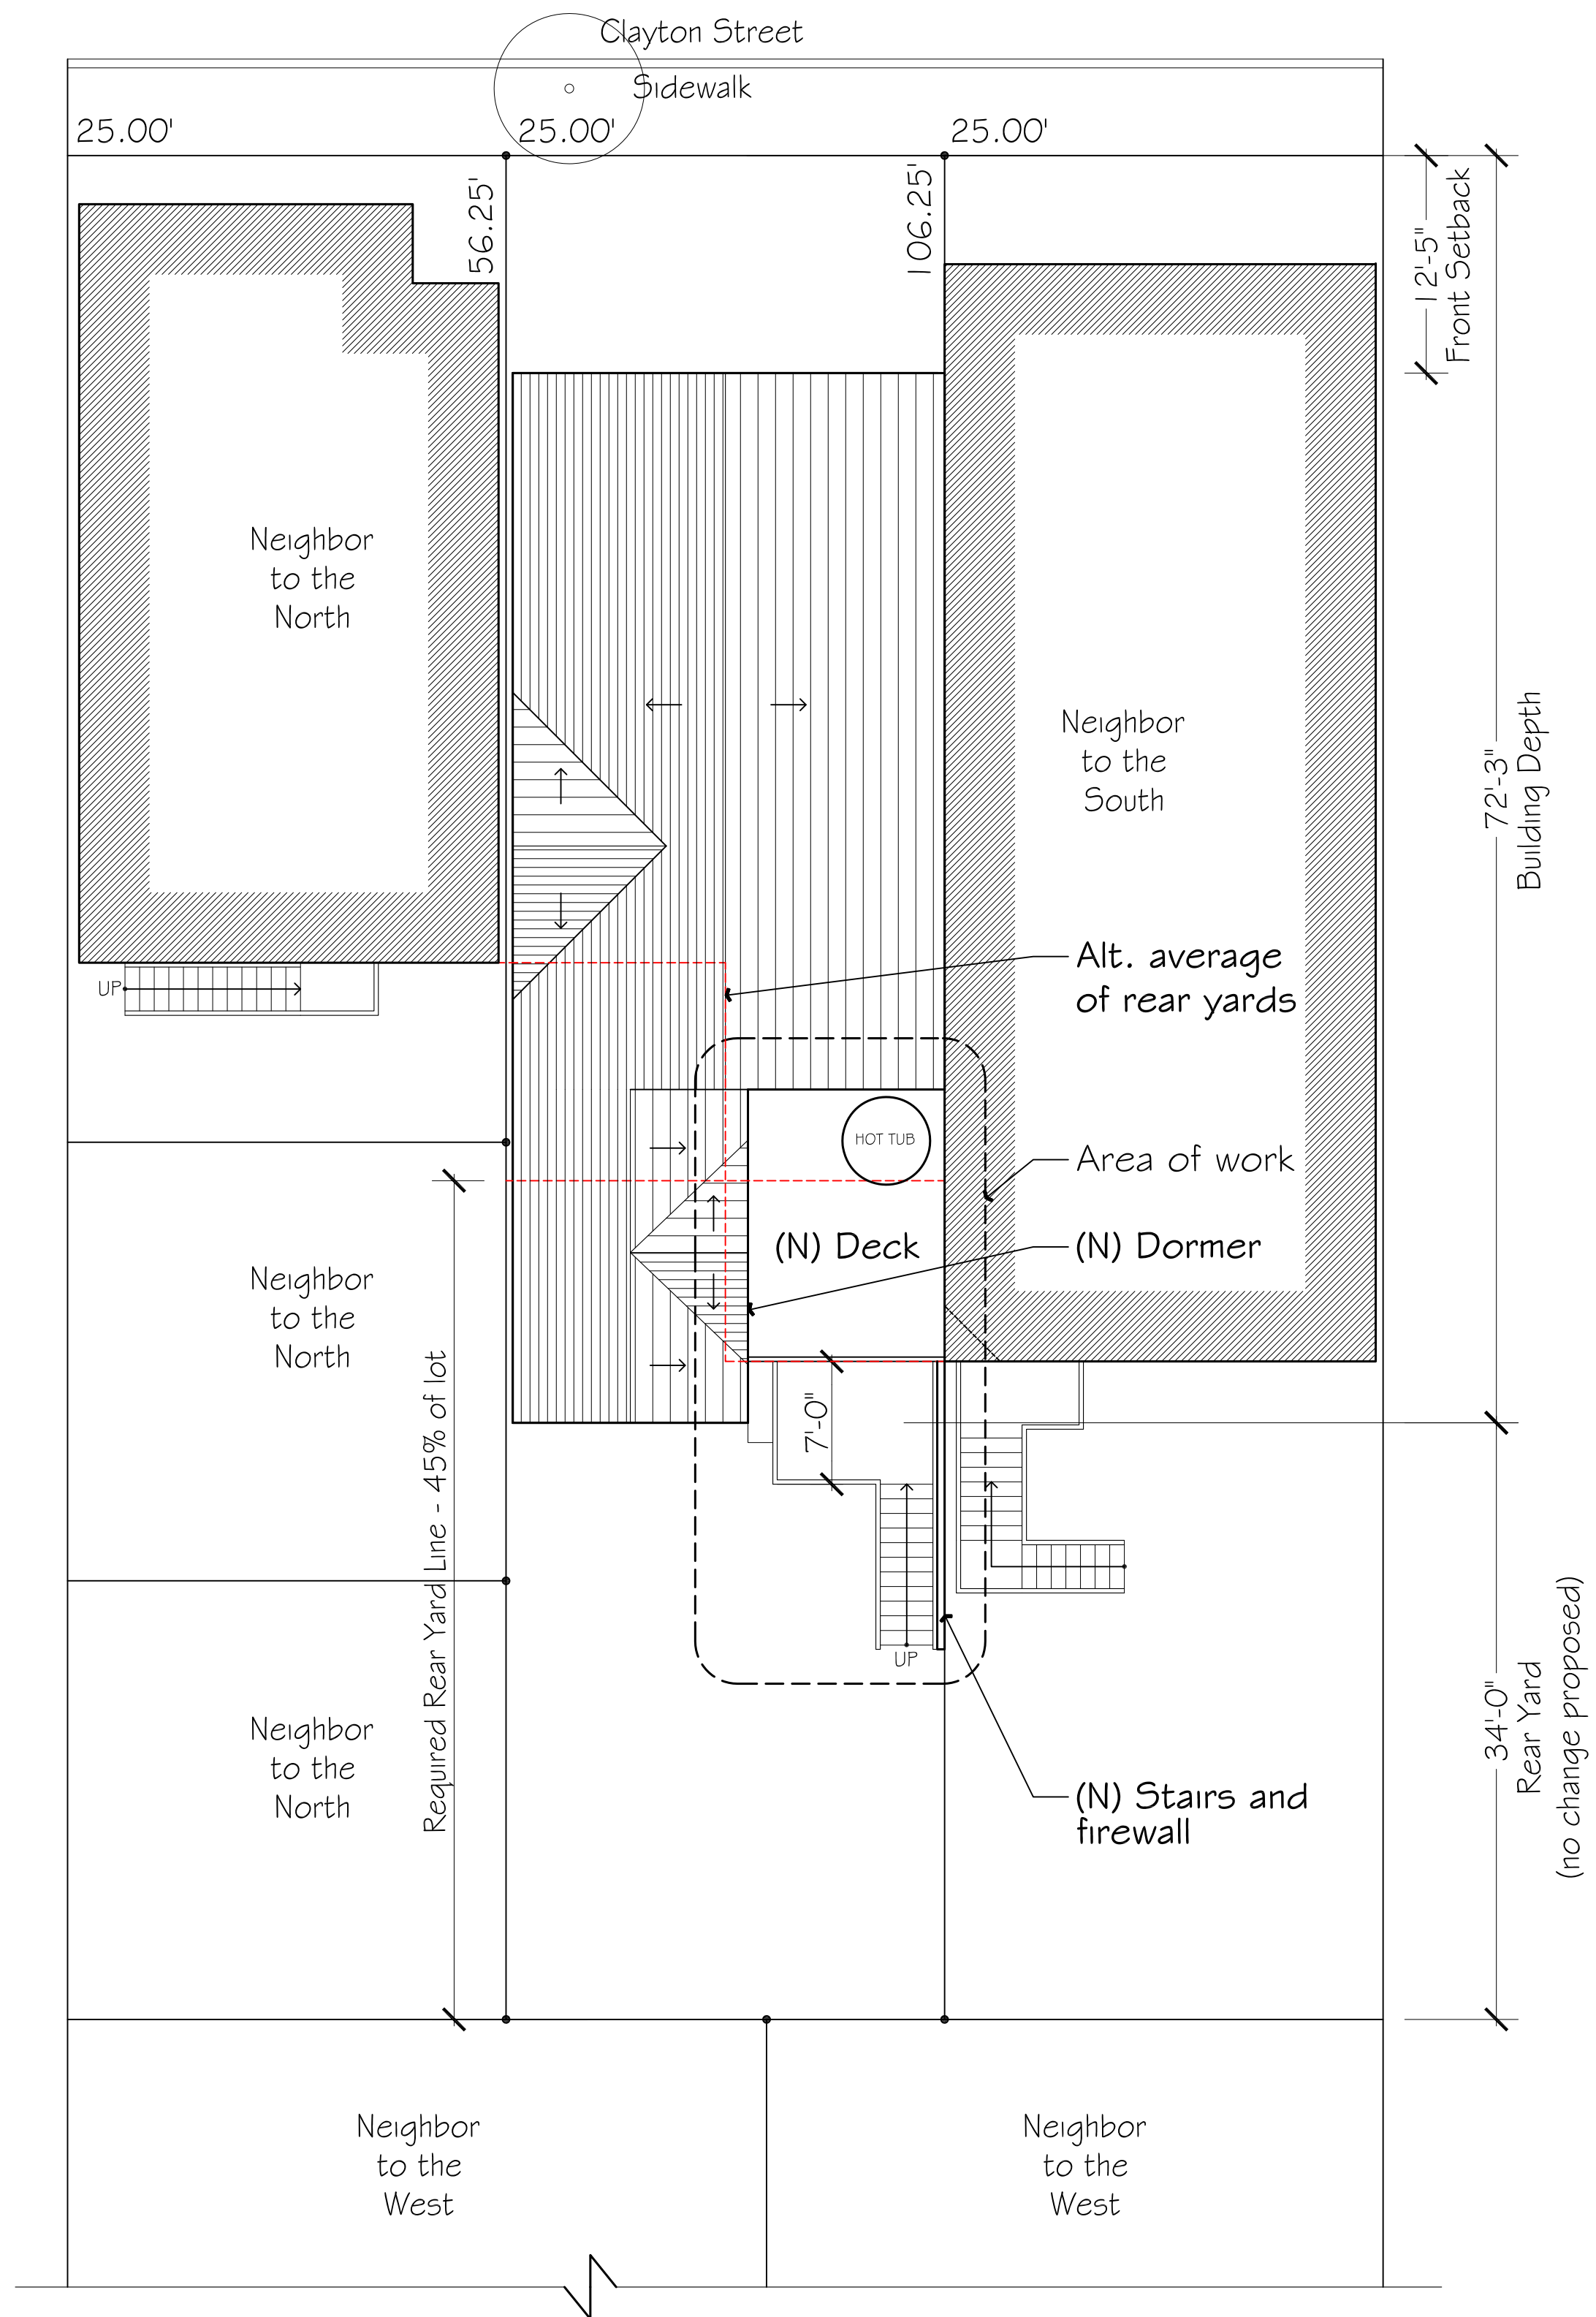 Clayton Street
Sidewalk
25.00'
25.00'
25.00'
56.25'
106.25'
12'-5"
Front Setback
Neighbor
to the
North
Neighbor
to the
South
72'-3"
Building Depth
Alt. average
of rear yards
UP
HOT TUB
Area of work
(N) Deck
(N) Dormer
Neighbor
to the
North
Required Rear Yard Line - 45% of lot
7'-0"
UP
34'-0"
Rear Yard
(no change proposed)
Neighbor
to the
North
(N) Stairs and
firewall
Neighbor
to the
West
Neighbor
to the
West